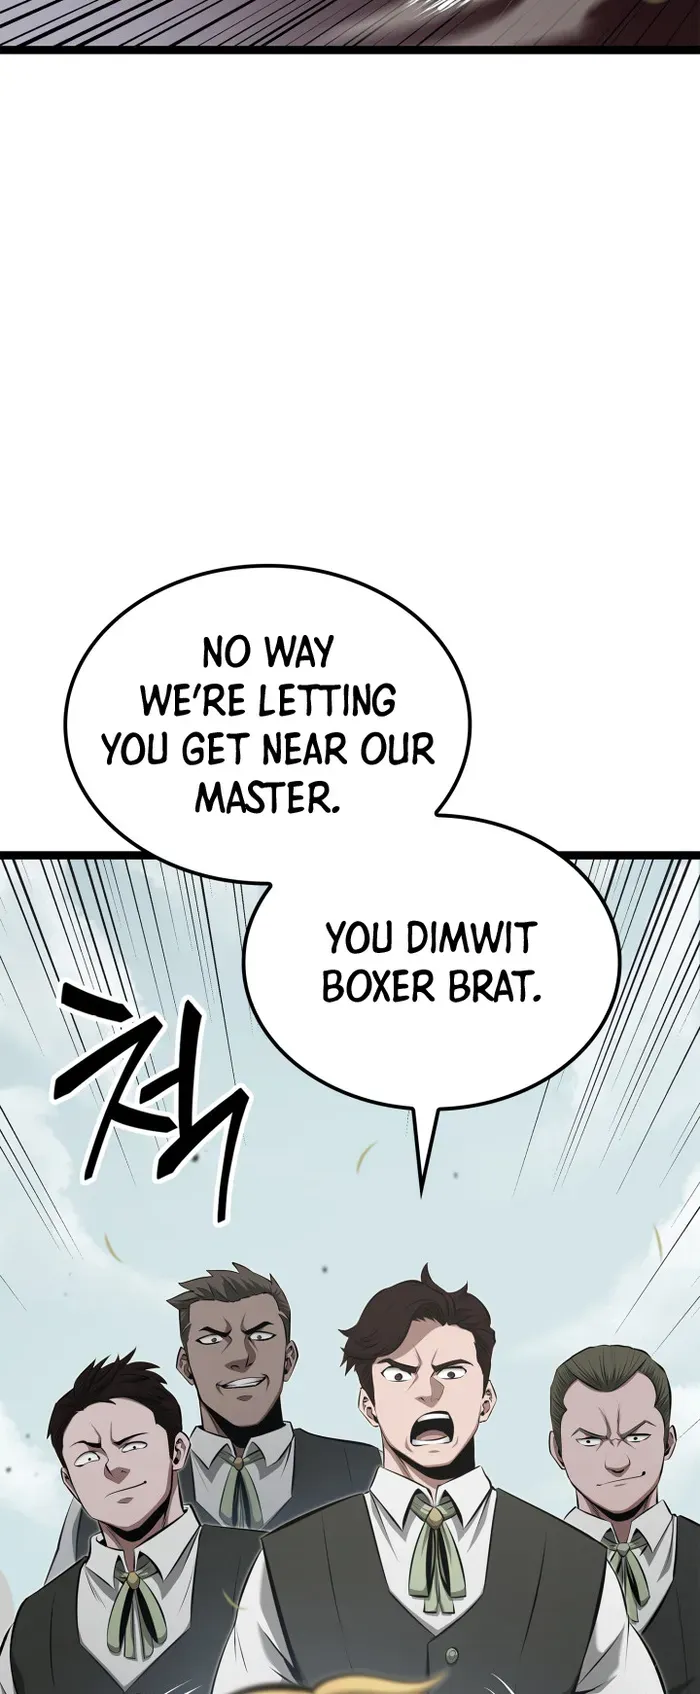 NO WAY
WE'RE LETTING
YOU GET NEAR OUR
MASTER.
YOU DIMWIT
BOXER BRAT.
척